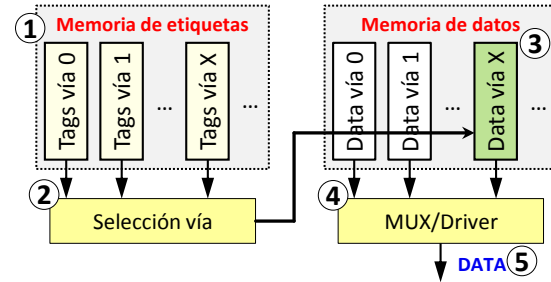 1
Memoria de etiquetas
Tags vía 0
Tags vía 1
...
Tags vía X
...
2
Selección vía
Memoria de datos
3
Data vía 0
Data vía 1
...
Data vía X
...
4
MUX/Driver
DATA
5